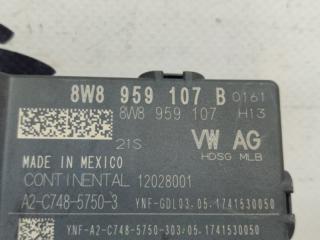 8W8 959 107 B 0161
8W8 959 107 H13
21S VW AG
HDSG MLB
MADE IN MEXICO
CONTINENTAL 12028001
A2-C748-5750-3 YNF-GDL03.05.1741530050
YNF-A2-C748-5750-303.05.1741530050